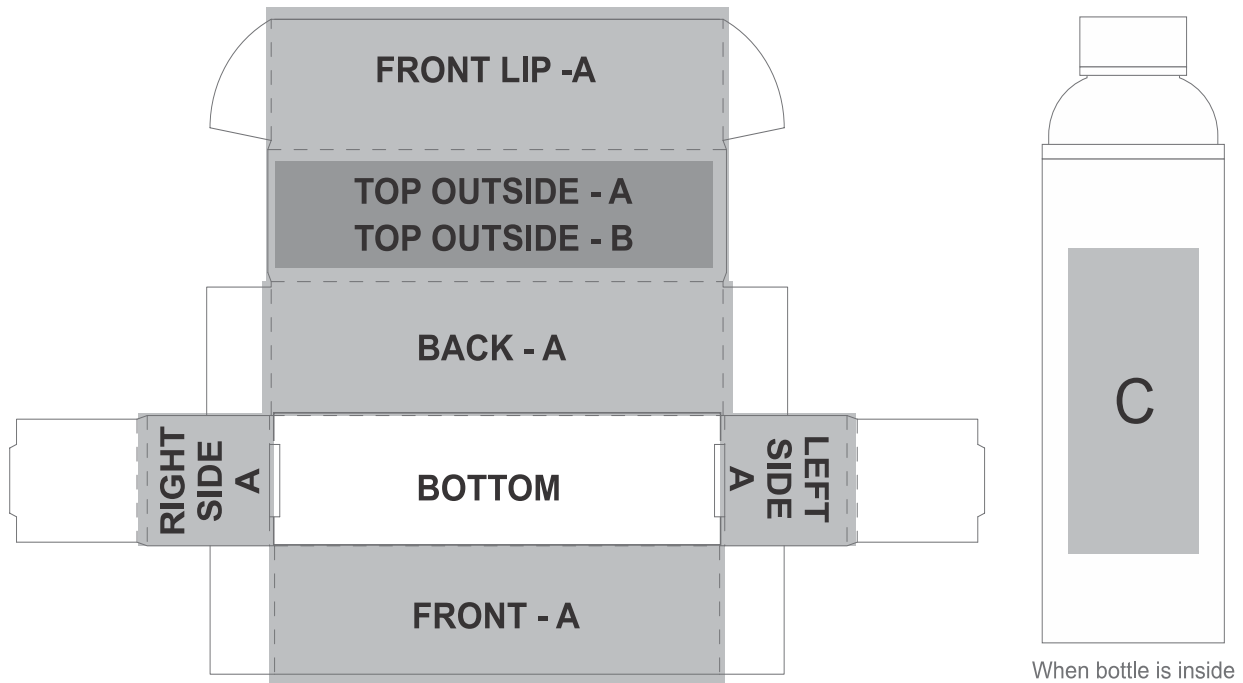 FRONT LIP -A
TOP OUTSIDE - A
TOP OUTSIDE - B
BACK - A
RIGHT
SIDE
A
BOTTOM
LEFT
SIDE
A
FRONT - A
C
When bottle is inside